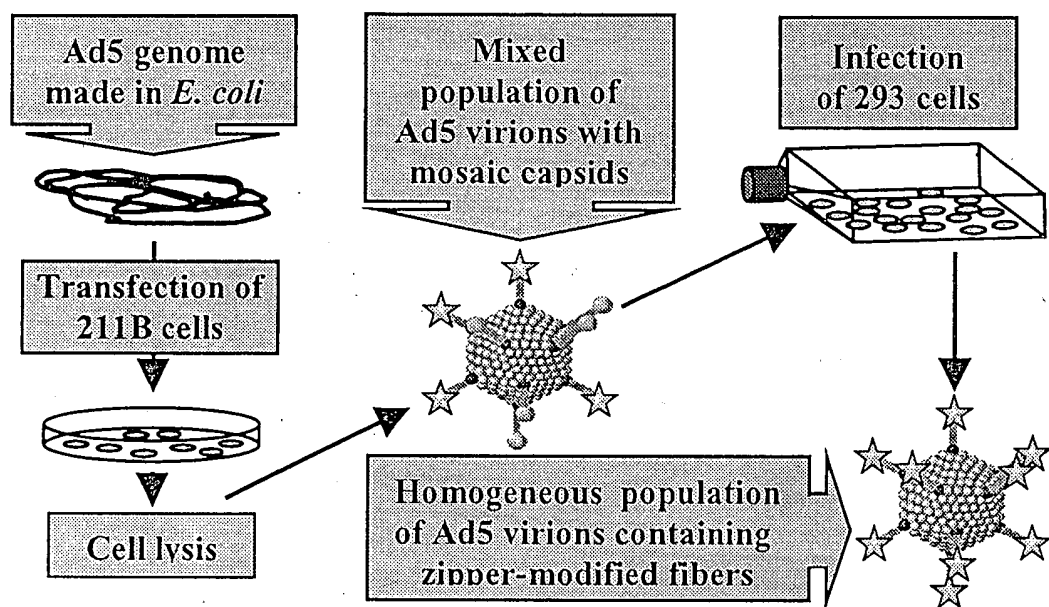 Ad5 genome
made in E. coli
Transfection of
211B cells
Cell lysis
Mixed
population of
Ad5 virions with
mosaic capsids
Infection
of 293 cells
Homogeneous population
of Ad5 virions containing
zipper-modified fibers